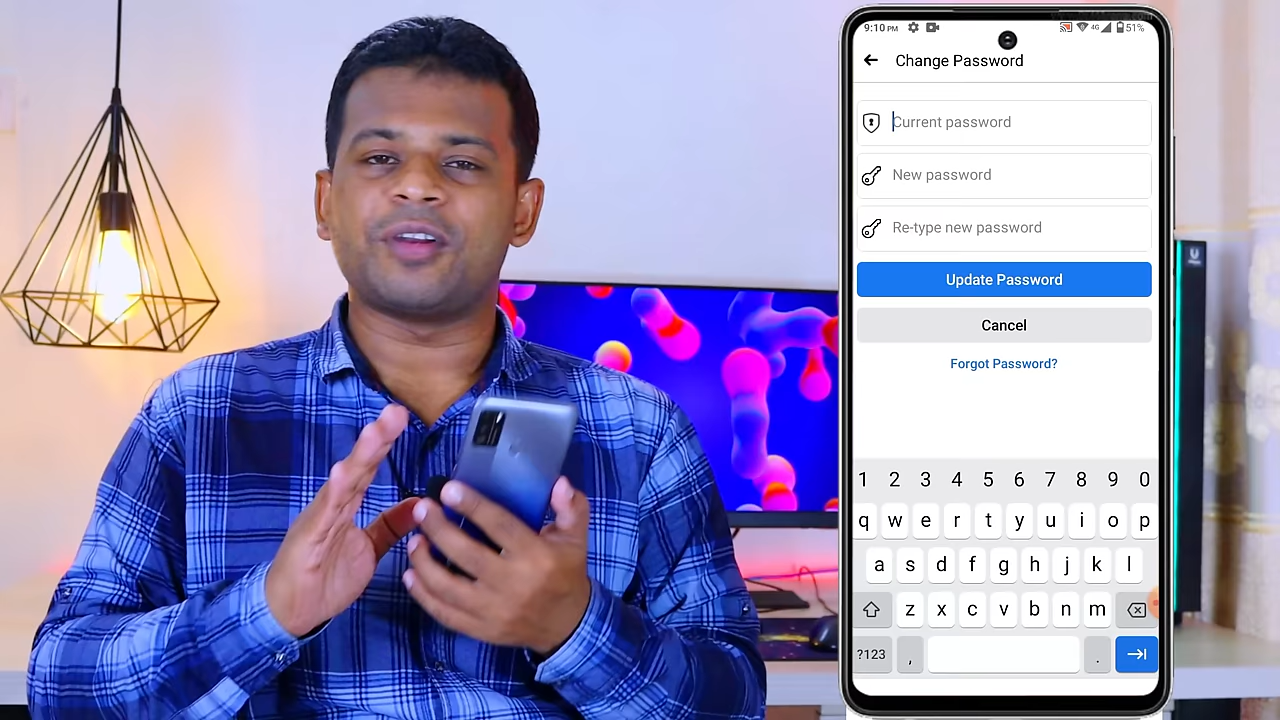 9:10 PM 4G 51%
Change Password
Current password
New password
Re-type new password
Update Password
Cancel
Forgot Password?
1 2 3 4 5 6 7 8 9 0
q w e r t y u i o p
a s d f g h j k l
z x c v b n m
?123 , .